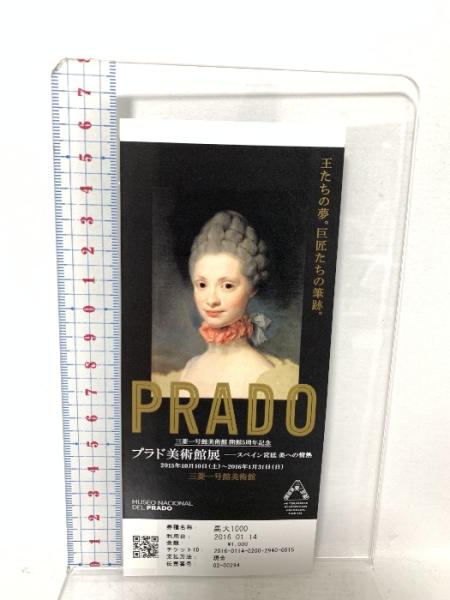 王たちの夢。巨匠たちの筆跡。
PRADO
三菱一号館美術館 開館5周年記念
プラド美術館展 ──スペイン宮廷 美への情熱
2015年10月10日(土)〜2016年1月31日(日)
三菱一号館美術館
MUSEO NACIONAL
DEL PRADO
券種名称: 高大1000
利用日: 2016 01 14
金額 ¥1,000
チケットID: 2016-0114-0200-2940-0015
支払方法: 現金
伝票番号 02-00294